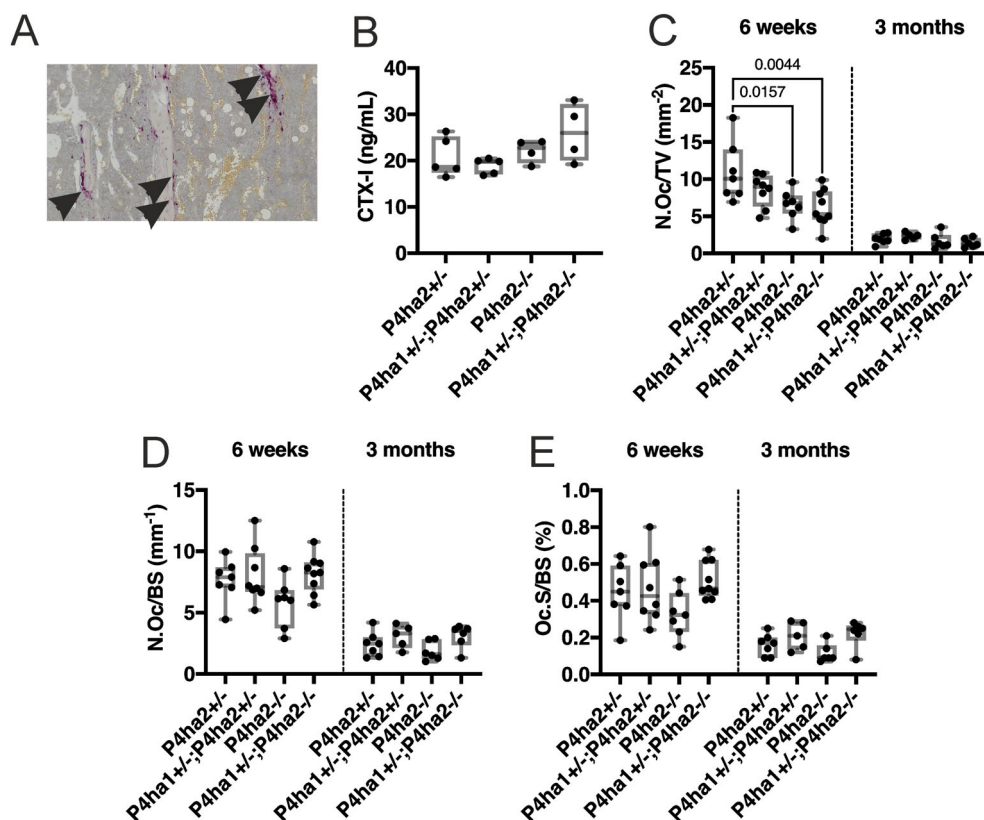 A
B
CTX-I (ng/mL)
40
30
20
10
0
P4ha2+/-
P4ha1+/-;P4ha2+/-
P4ha2-/-
P4ha1+/-;P4ha2-/-
C
6 weeks
3 months
N.Oc/TV (mm⁻²)
25
20
15
10
5
0
0.0044
0.0157
P4ha2+/-
P4ha1+/-;P4ha2+/-
P4ha2-/-
P4ha1+/-;P4ha2-/-
P4ha2+/-
P4ha1+/-;P4ha2+/-
P4ha2-/-
P4ha1+/-;P4ha2-/-
D
6 weeks
3 months
N.Oc/BS (mm⁻¹)
15
10
5
0
P4ha2+/-
P4ha1+/-;P4ha2+/-
P4ha2-/-
P4ha1+/-;P4ha2-/-
P4ha2+/-
P4ha1+/-;P4ha2+/-
P4ha2-/-
P4ha1+/-;P4ha2-/-
E
6 weeks
3 months
Oc.S/BS (%)
1.0
0.8
0.6
0.4
0.2
0.0
P4ha2+/-
P4ha1+/-;P4ha2+/-
P4ha2-/-
P4ha1+/-;P4ha2-/-
P4ha2+/-
P4ha1+/-;P4ha2+/-
P4ha2-/-
P4ha1+/-;P4ha2-/-